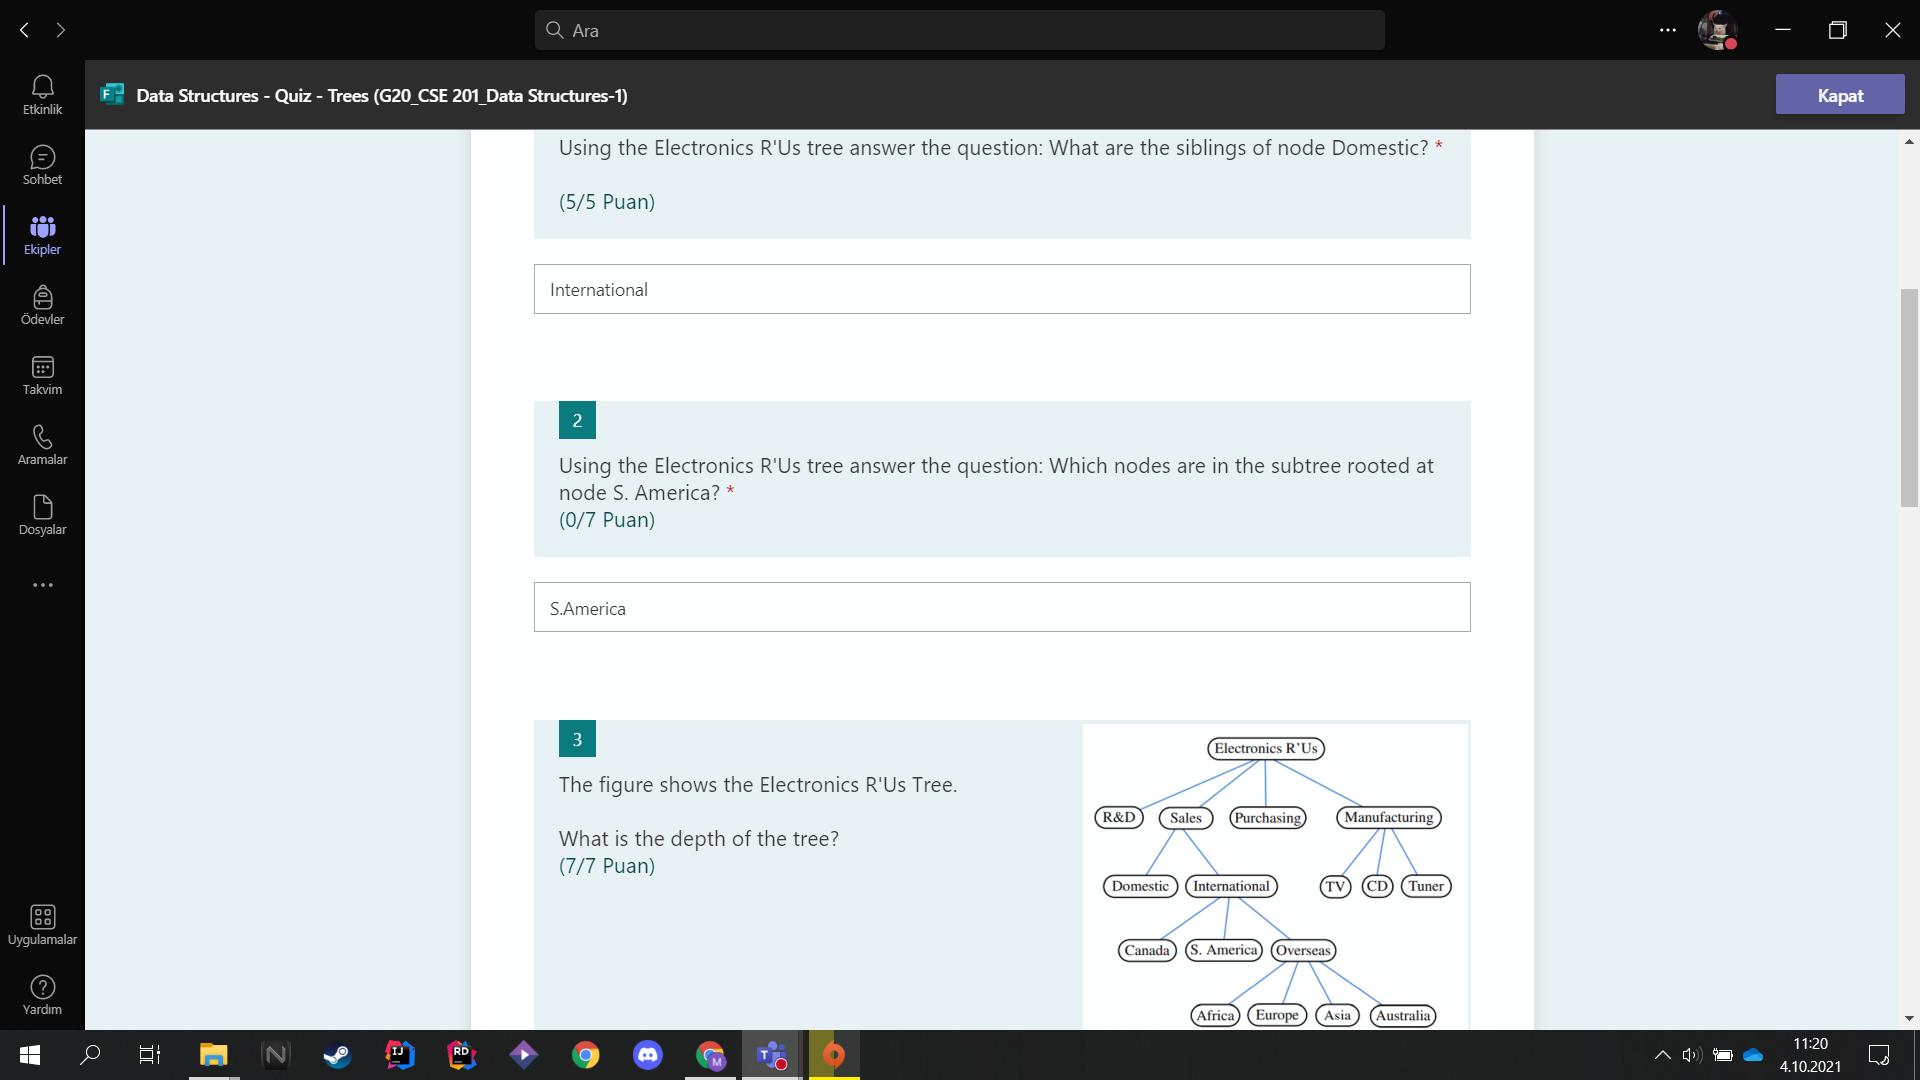 Ara
Data Structures - Quiz - Trees (G20_CSE 201_Data Structures-1)
Kapat
Etkinlik
Sohbet
Ekipler
Ödevler
Takvim
Aramalar
Dosyalar
Uygulamalar
Yardım
Using the Electronics R'Us tree answer the question: What are the siblings of node Domestic? *
(5/5 Puan)
International
2
Using the Electronics R'Us tree answer the question: Which nodes are in the subtree rooted at
node S. America? *
(0/7 Puan)
S.America
3
The figure shows the Electronics R'Us Tree.
What is the depth of the tree?
(7/7 Puan)
Electronics R'Us
R&D Sales Purchasing Manufacturing
Domestic International TV CD Tuner
Canada S. America Overseas
Africa Europe Asia Australia
11:20
4.10.2021